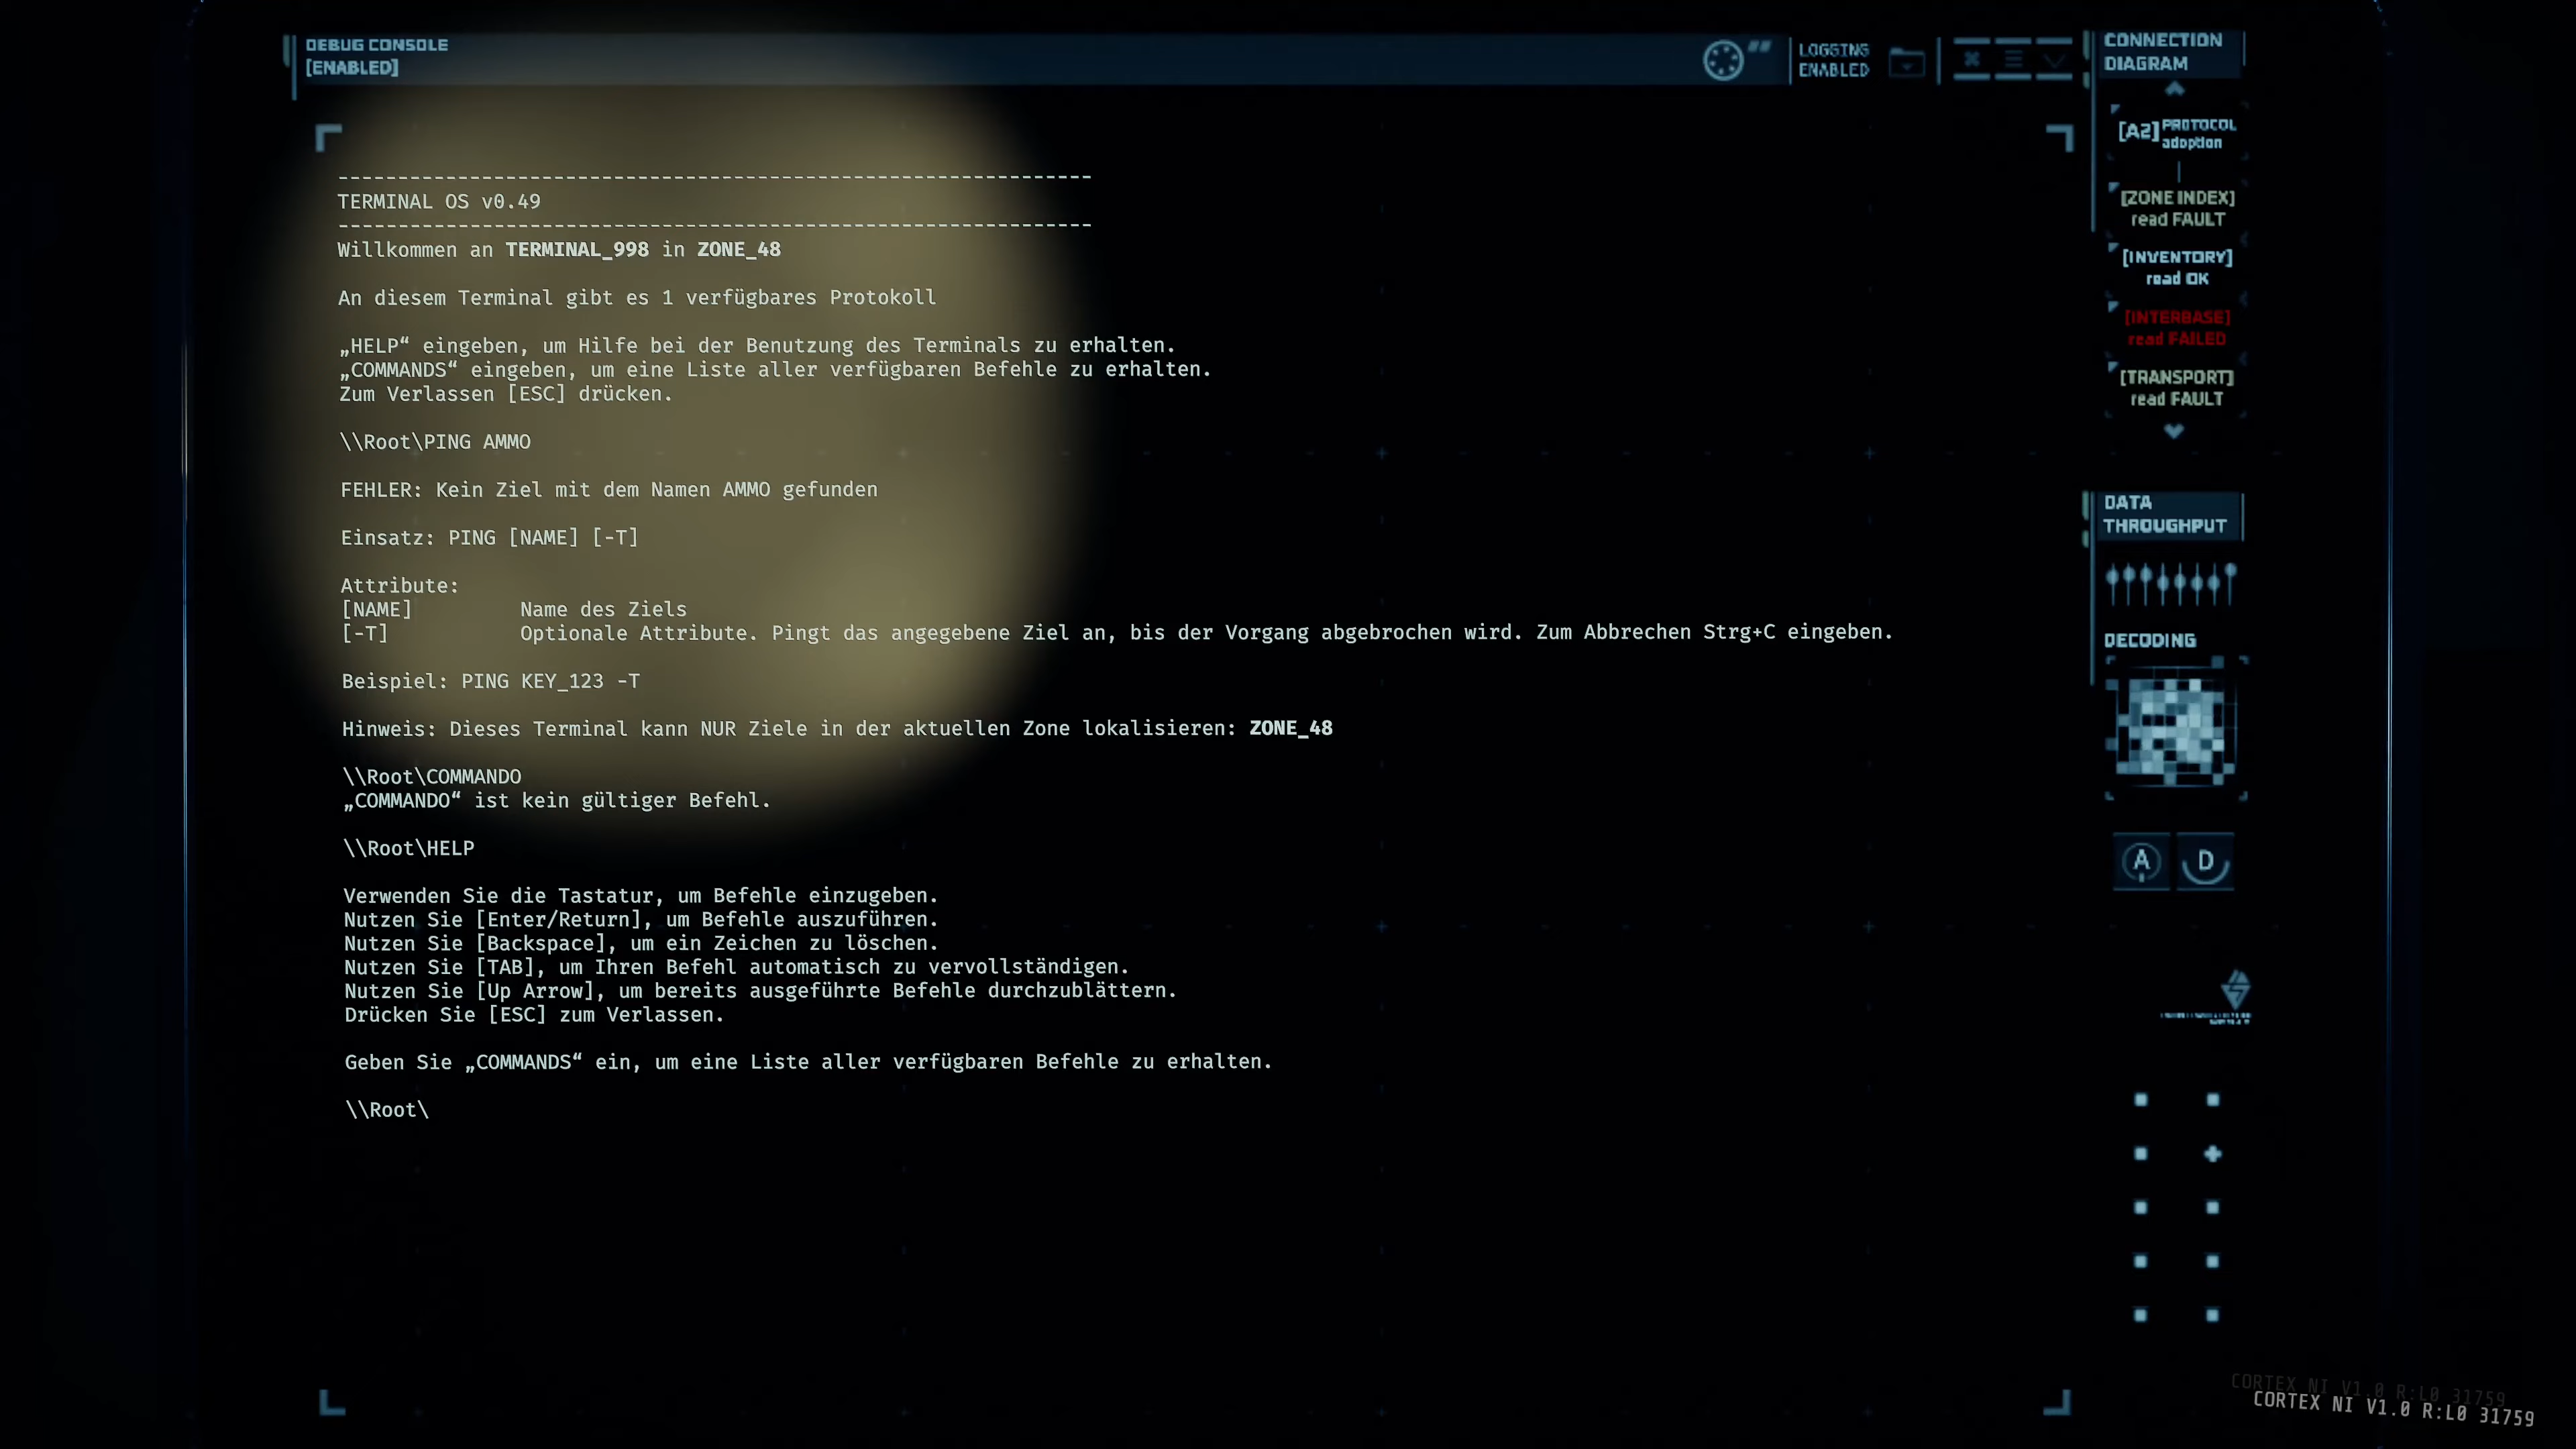 DEBUG CONSOLE
[ENABLED]
LOGGING
ENABLED
CONNECTION
DIAGRAM
[A2] PROTOCOL
adoption
[ZONE INDEX]
read FAULT
[INVENTORY]
read OK
[INTERBASE]
read FAILED
[TRANSPORT]
read FAULT
DATA
THROUGHPUT
DECODING
A D
---------------------------------------------------------------
TERMINAL OS v0.49
---------------------------------------------------------------
Willkommen an TERMINAL_998 in ZONE_48
An diesem Terminal gibt es 1 verfügbares Protokoll
„HELP“ eingeben, um Hilfe bei der Benutzung des Terminals zu erhalten.
„COMMANDS“ eingeben, um eine Liste aller verfügbaren Befehle zu erhalten.
Zum Verlassen [ESC] drücken.
\\Root\PING AMMO
FEHLER: Kein Ziel mit dem Namen AMMO gefunden
Einsatz: PING [NAME] [-T]
Attribute:
[NAME] Name des Ziels
[-T] Optionale Attribute. Pingt das angegebene Ziel an, bis der Vorgang abgebrochen wird. Zum Abbrechen Strg+C eingeben.
Beispiel: PING KEY_123 -T
Hinweis: Dieses Terminal kann NUR Ziele in der aktuellen Zone lokalisieren: ZONE_48
\\Root\COMMANDO
„COMMANDO“ ist kein gültiger Befehl.
\\Root\HELP
Verwenden Sie die Tastatur, um Befehle einzugeben.
Nutzen Sie [Enter/Return], um Befehle auszuführen.
Nutzen Sie [Backspace], um ein Zeichen zu löschen.
Nutzen Sie [TAB], um Ihren Befehl automatisch zu vervollständigen.
Nutzen Sie [Up Arrow], um bereits ausgeführte Befehle durchzublättern.
Drücken Sie [ESC] zum Verlassen.
Geben Sie „COMMANDS“ ein, um eine Liste aller verfügbaren Befehle zu erhalten.
\\Root\
CORTEX NI V1.0 R:L0 31759
CORTEX NI V1.0 R:L0 31759